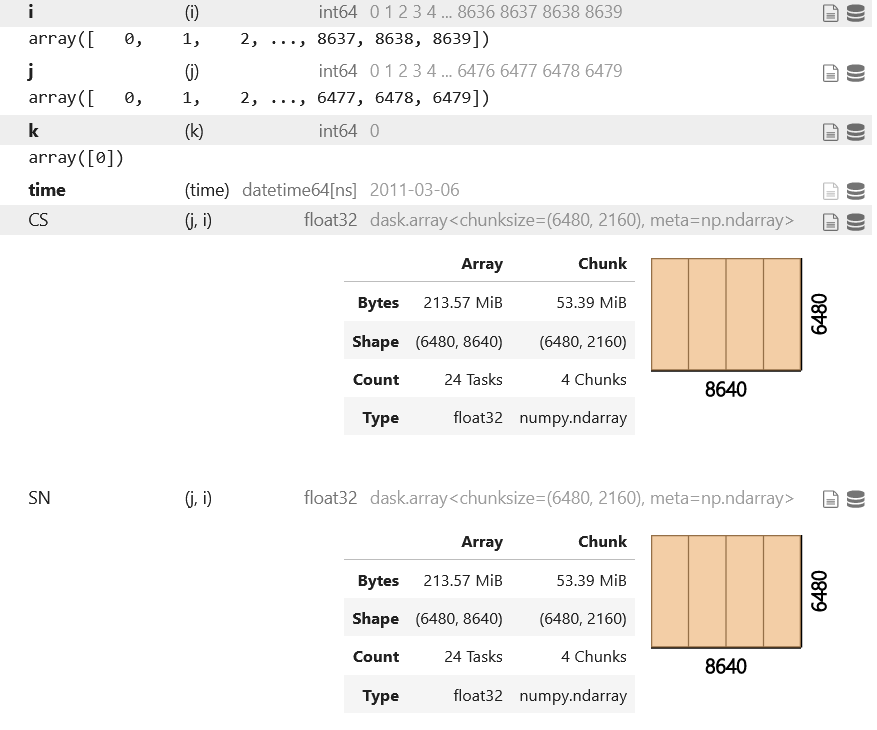 i (i) int64 0 1 2 3 4 ... 8636 8637 8638 8639
array([   0,    1,    2, ..., 8637, 8638, 8639])
j (j) int64 0 1 2 3 4 ... 6476 6477 6478 6479
array([   0,    1,    2, ..., 6477, 6478, 6479])
k (k) int64 0
array([0])
time (time) datetime64[ns] 2011-03-06
CS (j, i) float32 dask.array<chunksize=(6480, 2160), meta=np.ndarray>
Array Chunk
Bytes 213.57 MiB 53.39 MiB
Shape (6480, 8640) (6480, 2160)
Count 24 Tasks 4 Chunks
Type float32 numpy.ndarray
6480
8640
SN (j, i) float32 dask.array<chunksize=(6480, 2160), meta=np.ndarray>
Array Chunk
Bytes 213.57 MiB 53.39 MiB
Shape (6480, 8640) (6480, 2160)
Count 24 Tasks 4 Chunks
Type float32 numpy.ndarray
6480
8640